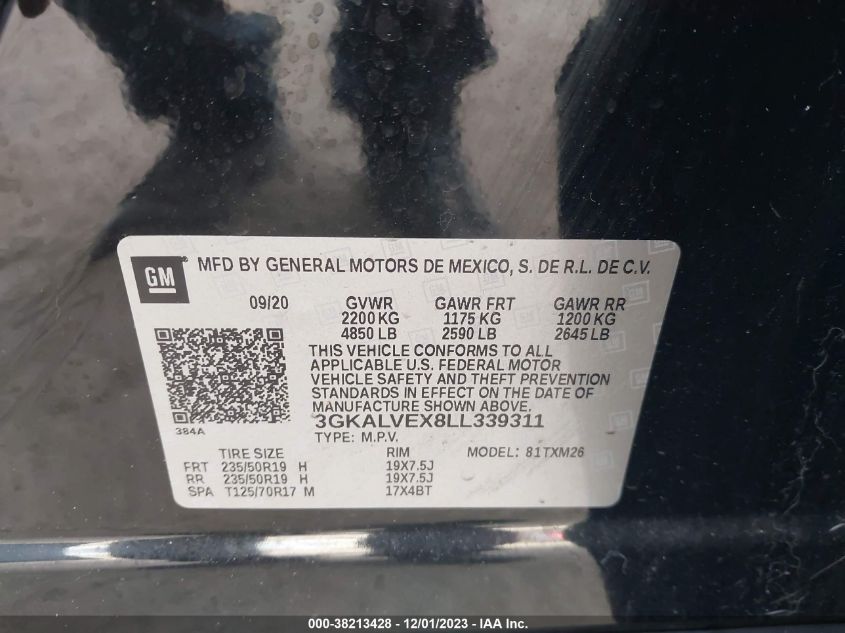 GM MFD BY GENERAL MOTORS DE MEXICO, S. DE R.L. DE C.V.
09/20 GVWR GAWR FRT GAWR RR
2200 KG 1175 KG 1200 KG
4850 LB 2590 LB 2645 LB
THIS VEHICLE CONFORMS TO ALL
APPLICABLE U.S. FEDERAL MOTOR
VEHICLE SAFETY AND THEFT PREVENTION
STANDARDS IN EFFECT ON THE DATE OF
MANUFACTURE SHOWN ABOVE.
3GKALVEX8LL339311
384A TYPE: M.P.V.
TIRE SIZE RIM MODEL: 81TXM26
FRT 235/50R19 H 19X7.5J
RR 235/50R19 H 19X7.5J
SPA T125/70R17 M 17X4BT
000-38213428 - 12/01/2023 - IAA Inc.